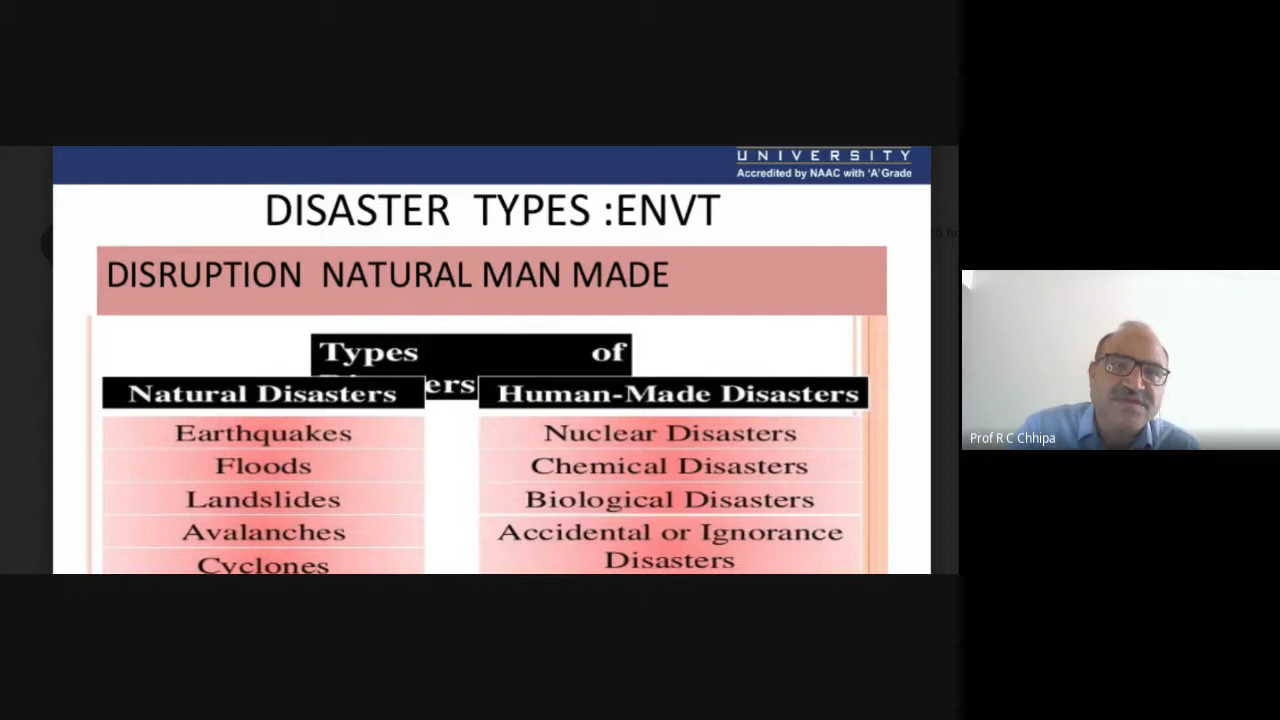 UNIVERSITY
Accredited by NAAC with 'A' Grade
DISASTER TYPES :ENVT
DISRUPTION NATURAL MAN MADE
Types of
ers
Natural Disasters
Human-Made Disasters
Earthquakes
Nuclear Disasters
Floods
Chemical Disasters
Landslides
Biological Disasters
Avalanches
Accidental or Ignorance
Disasters
Cyclones
Prof R C Chhipa